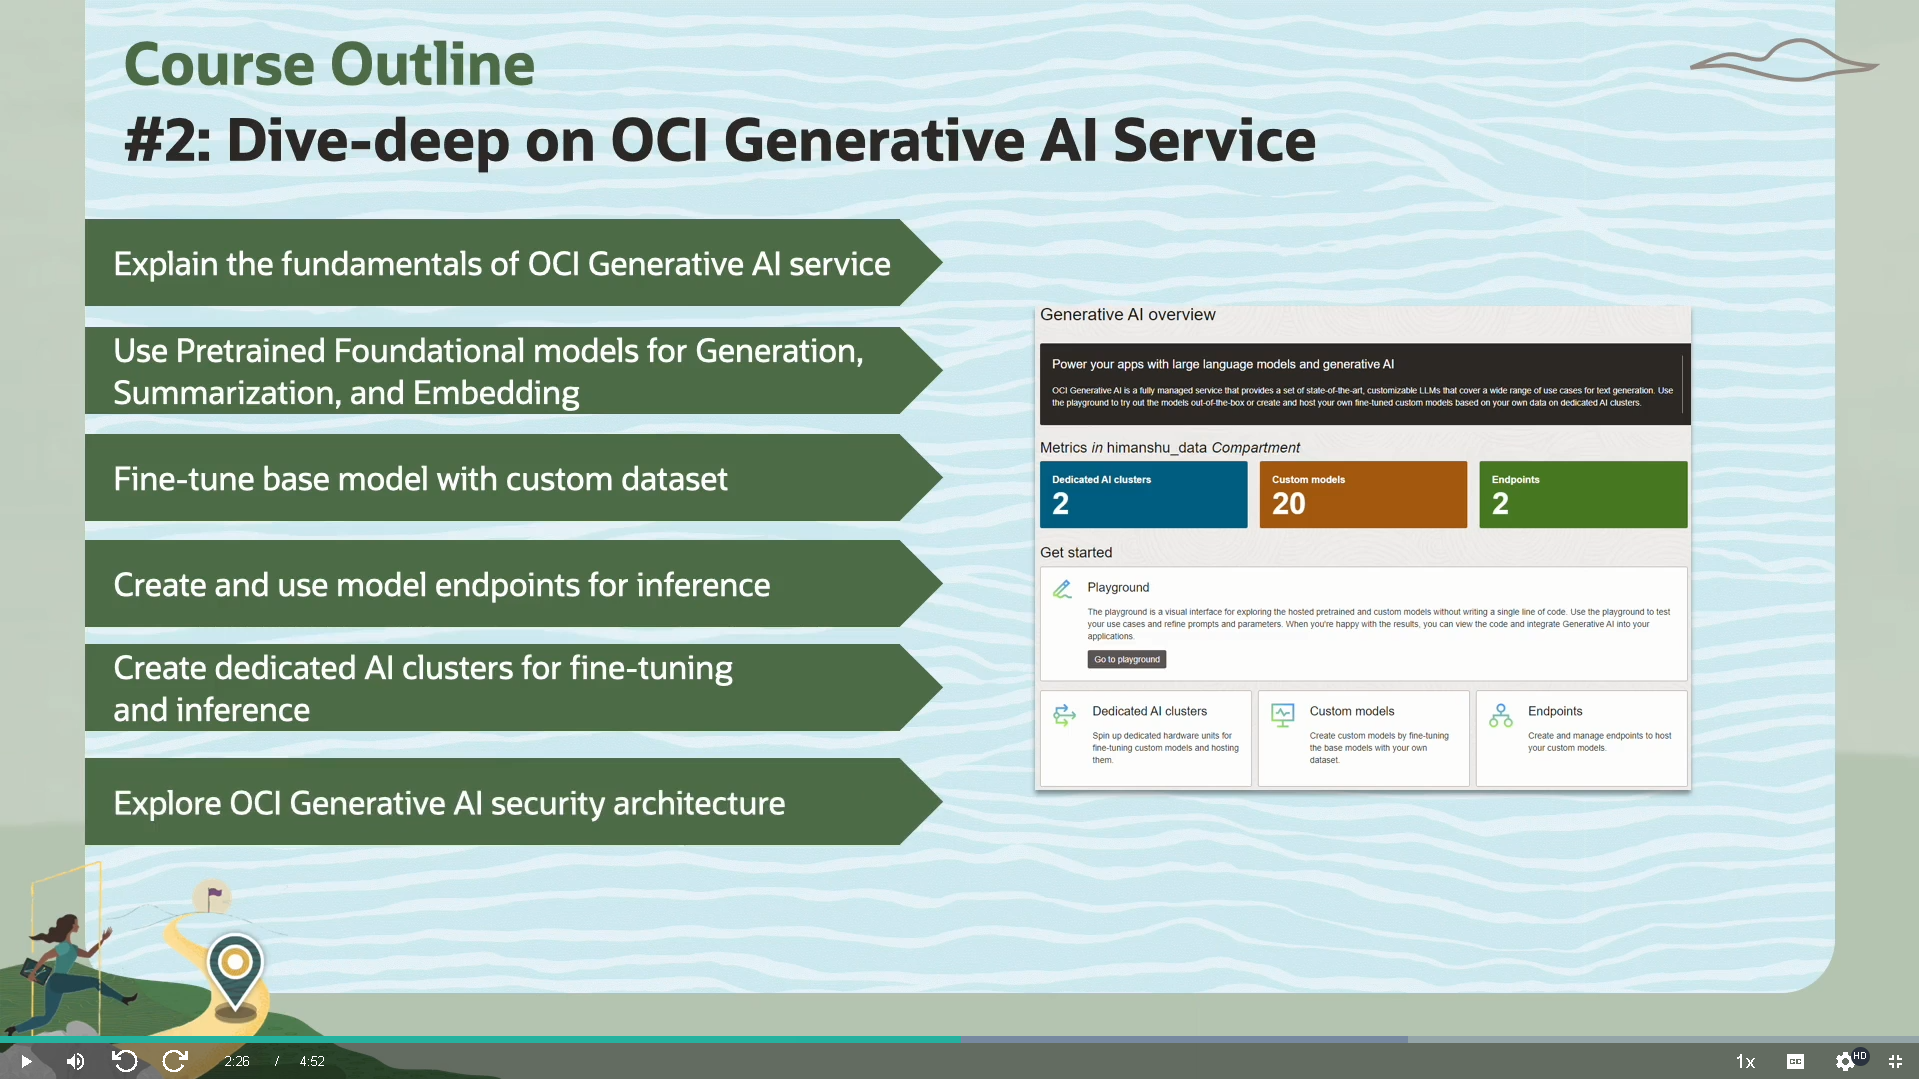 Course Outline
#2: Dive-deep on OCI Generative AI Service
Explain the fundamentals of OCI Generative AI service
Use Pretrained Foundational models for Generation,
Summarization, and Embedding
Fine-tune base model with custom dataset
Create and use model endpoints for inference
Create dedicated AI clusters for fine-tuning
and inference
Explore OCI Generative AI security architecture
Generative AI overview
Power your apps with large language models and generative AI
OCI Generative AI is a fully managed service that provides a set of state-of-the-art, customizable LLMs that cover a wide range of use cases for text generation. Use
the playground to try out the models out-of-the-box or create and host your own fine-tuned custom models based on your own data on dedicated AI clusters.
Metrics in himanshu_data Compartment
Dedicated AI clusters
2
Custom models
20
Endpoints
2
Get started
Playground
The playground is a visual interface for exploring the hosted pretrained and custom models without writing a single line of code. Use the playground to test
your use cases and refine prompts and parameters. When you're happy with the results, you can view the code and integrate Generative AI into your
applications.
Go to playground
Dedicated AI clusters
Spin up dedicated hardware units for
fine-tuning custom models and hosting
them.
Custom models
Create custom models by fine-tuning
the base models with your own
dataset.
Endpoints
Create and manage endpoints to host
your custom models.
2:26 / 4:52
1x
CC
HD